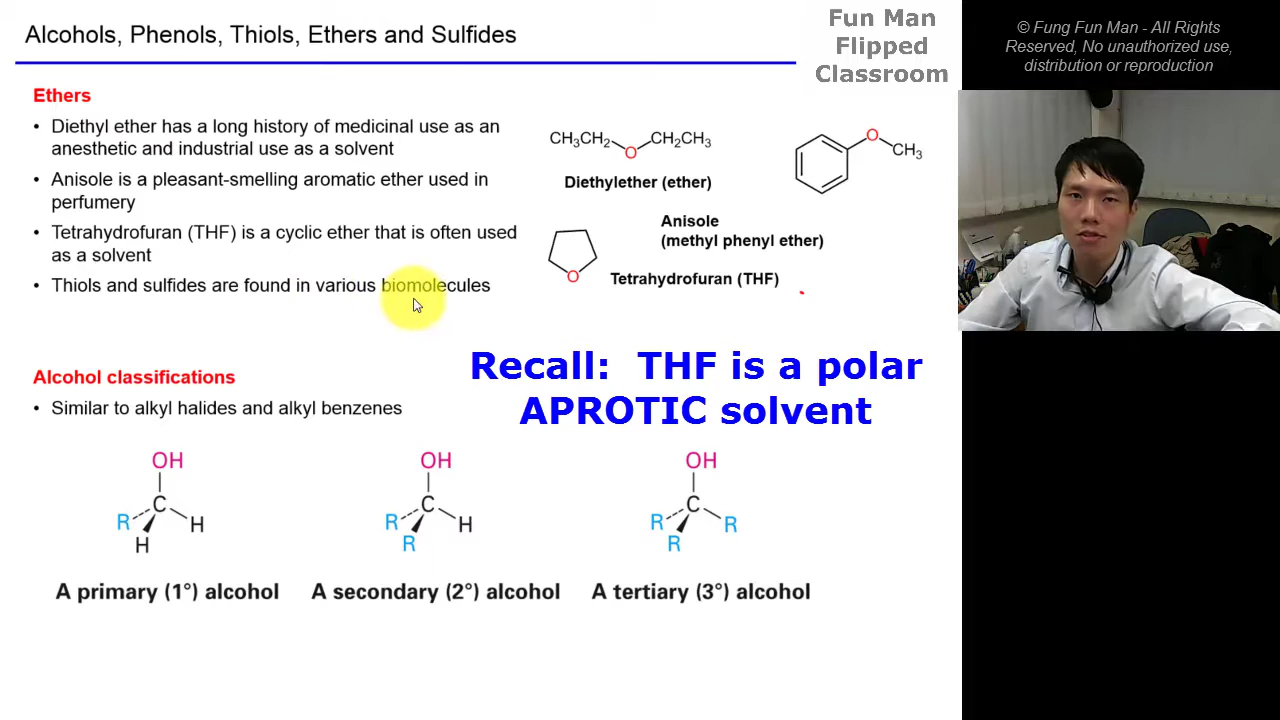 Alcohols, Phenols, Thiols, Ethers and Sulfides
Fun Man
Flipped
Classroom
© Fung Fun Man - All Rights
Reserved, No unauthorized use,
distribution or reproduction
Ethers
• Diethyl ether has a long history of medicinal use as an
anesthetic and industrial use as a solvent
• Anisole is a pleasant-smelling aromatic ether used in
perfumery
• Tetrahydrofuran (THF) is a cyclic ether that is often used
as a solvent
• Thiols and sulfides are found in various biomolecules
CH3CH2 O CH2CH3
Diethylether (ether)
O CH3
Anisole
(methyl phenyl ether)
O
Tetrahydrofuran (THF)
Recall: THF is a polar
APROTIC solvent
Alcohol classifications
• Similar to alkyl halides and alkyl benzenes
OH
C
R H
H
A primary (1°) alcohol
OH
C
R H
R
A secondary (2°) alcohol
OH
C
R R
R
A tertiary (3°) alcohol